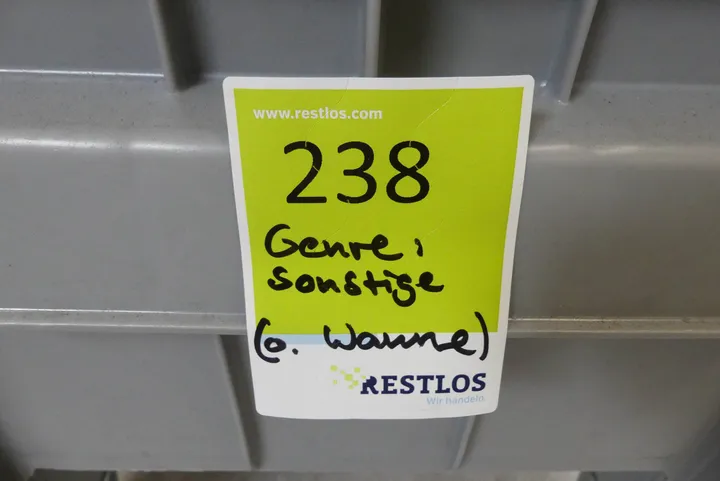 www.restlos.com
238
Genre:
Sonstige
(o. Wanne)
RESTLOS
Wir handeln